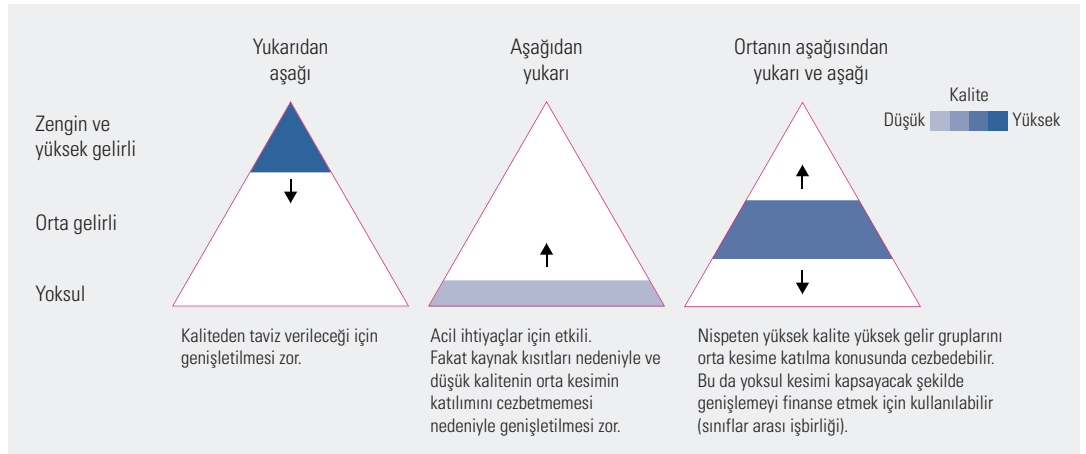 Yukarıdan
aşağı
Aşağıdan
yukarı
Ortanın aşağısından
yukarı ve aşağı
Kalite
Düşük
Yüksek
Zengin ve
yüksek gelirli
Orta gelirli
Yoksul
Kaliteden taviz verileceği için
genişletilmesi zor.
Acil ihtiyaçlar için etkili.
Fakat kaynak kısıtları nedeniyle ve
düşük kalitenin orta kesimin
katılımını cezbetmemesi
nedeniyle genişletilmesi zor.
Nispeten yüksek kalite yüksek gelir gruplarını
orta kesime katılma konusunda cezbedebilir.
Bu da yoksul kesimi kapsayacak şekilde
genişlemeyi finanse etmek için kullanılabilir
(sınıflar arası işbirliği).